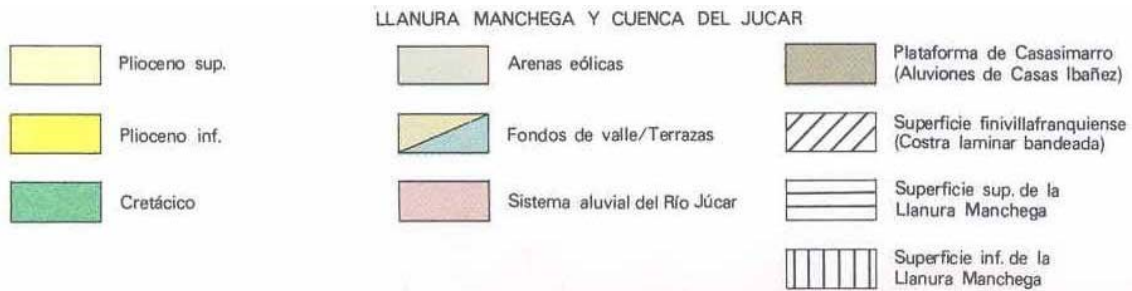 LLANURA MANCHEGA Y CUENCA DEL JUCAR
Plioceno sup.
Plioceno inf.
Cretácico
Arenas eólicas
Fondos de valle/Terrazas
Sistema aluvial del Río Júcar
Plataforma de Casasimarro
(Aluviones de Casas Ibañez)
Superficie finivillafranquiense
(Costra laminar bandeada)
Superficie sup. de la
Llanura Manchega
Superficie inf. de la
Llanura Manchega